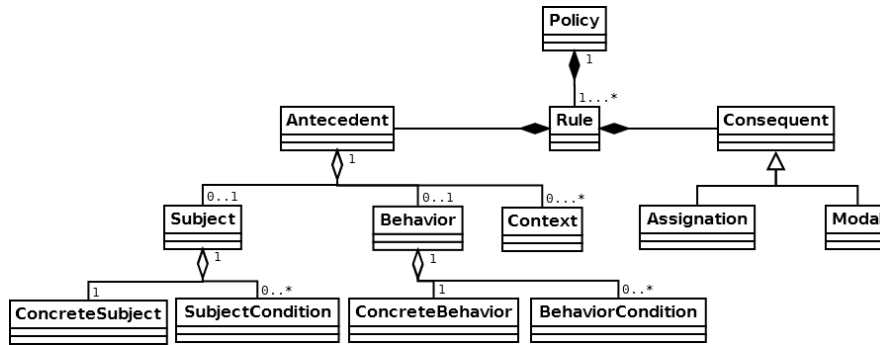 Policy
1
1...*
Antecedent
Rule
Consequent
1
0..1
0..1
0...*
Subject
Behavior
Context
Assignation
Modal
1
1
1
0..*
1
0..*
ConcreteSubject
SubjectCondition
ConcreteBehavior
BehaviorCondition